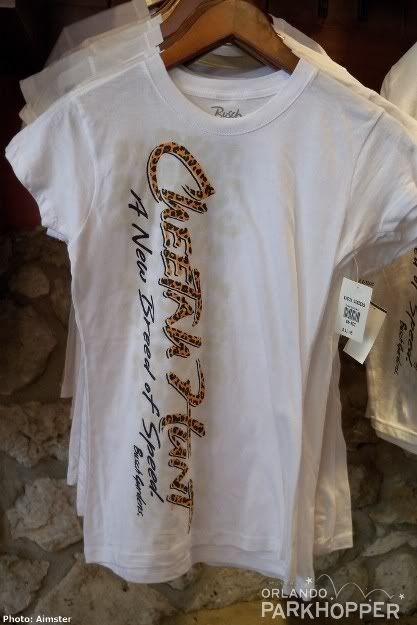 Busch
CHEETAH HUNT
A New Breed of Speed.
Busch Gardens.
Photo: Aimster
ORLANDO
PARKHOPPER